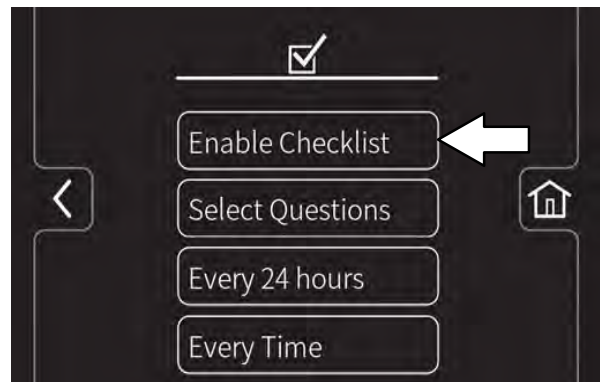 Enable Checklist
Select Questions
Every 24 hours
Every Time